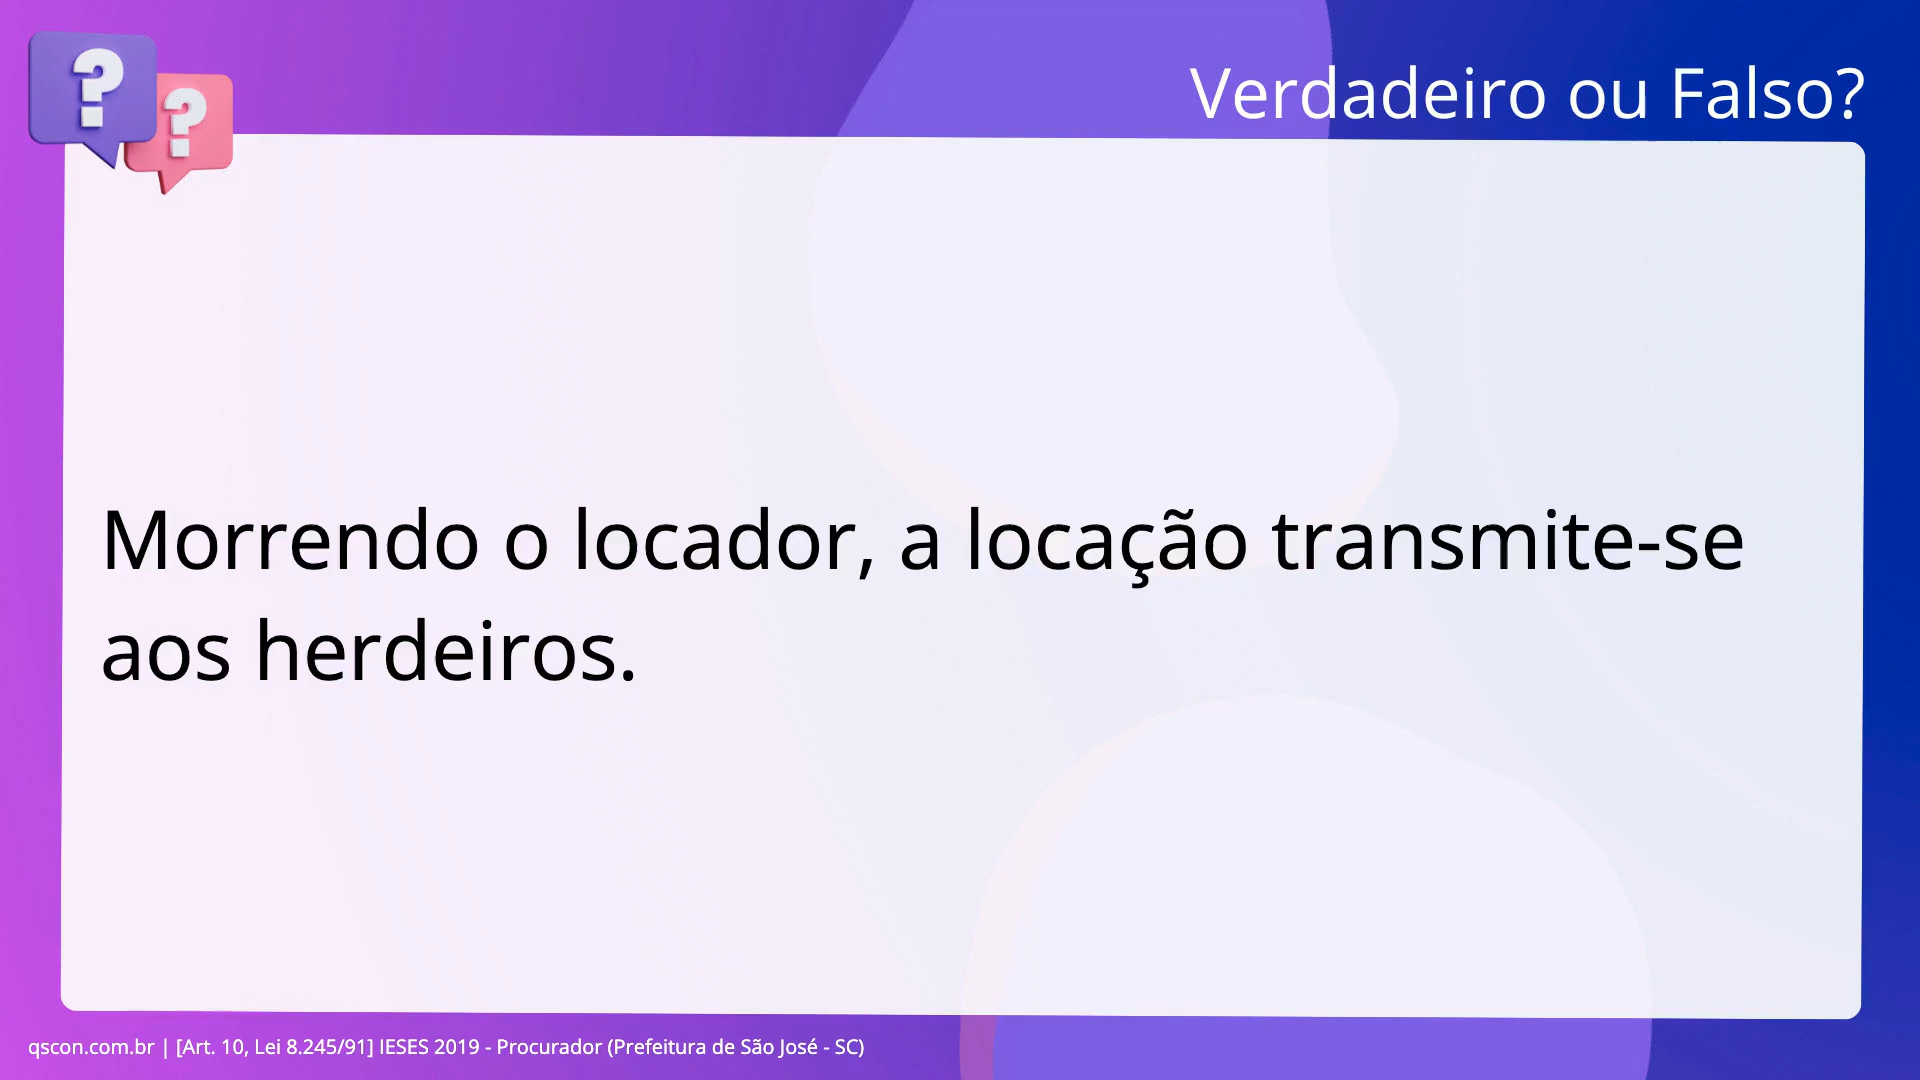 Verdadeiro ou Falso?
Morrendo o locador, a locação transmite-se
aos herdeiros.
qscon.com.br | [Art. 10, Lei 8.245/91] IESES 2019 - Procurador (Prefeitura de São José - SC)